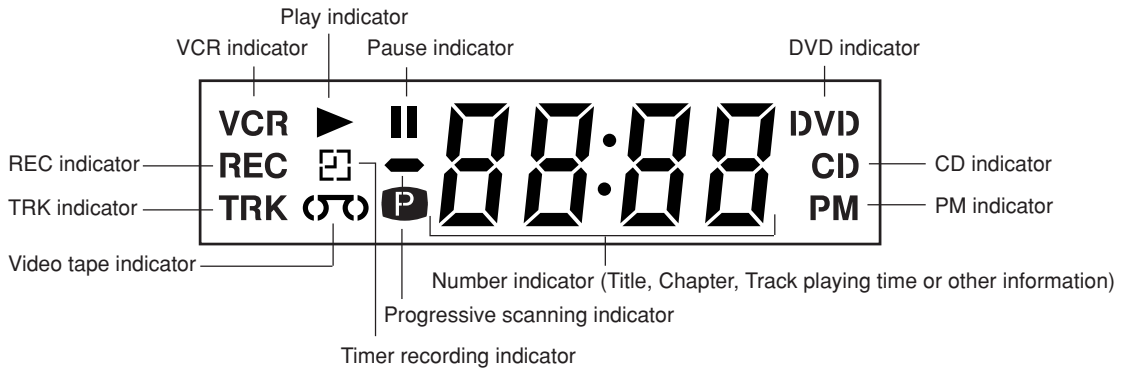 Play indicator
VCR indicator
Pause indicator
DVD indicator
VCR
88:88
DVD
REC indicator
REC
CD
CD indicator
TRK indicator
TRK
P
PM
PM indicator
Video tape indicator
Number indicator (Title, Chapter, Track playing time or other information)
Progressive scanning indicator
Timer recording indicator